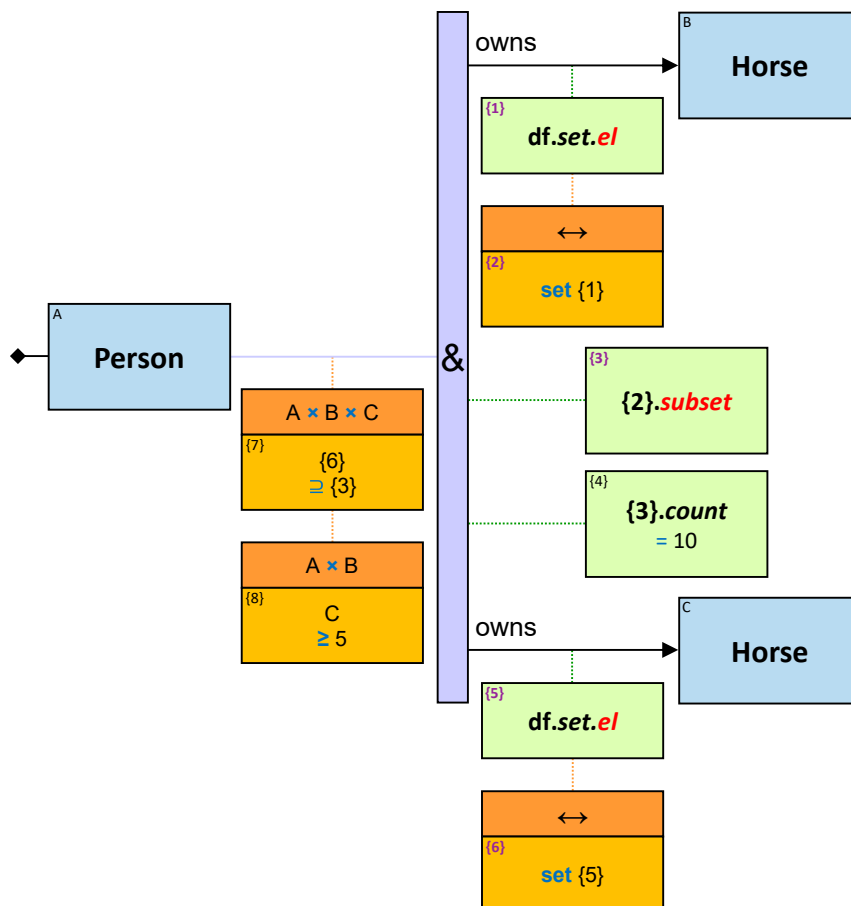 owns
B
Horse
{1}
df.set.el
↔
{2}
set {1}
A
Person
&
{3}
{2}.subset
A × B × C
{7}
{6}
⊇ {3}
{4}
{3}.count
= 10
A × B
{8}
C
≥ 5
owns
C
Horse
{5}
df.set.el
↔
{6}
set {5}